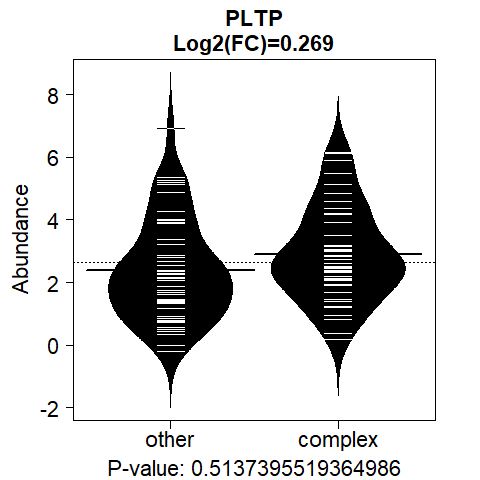 PLTP
Log2(FC)=0.269
Abundance
8
6
4
2
0
-2
other
complex
P-value: 0.5137395519364986